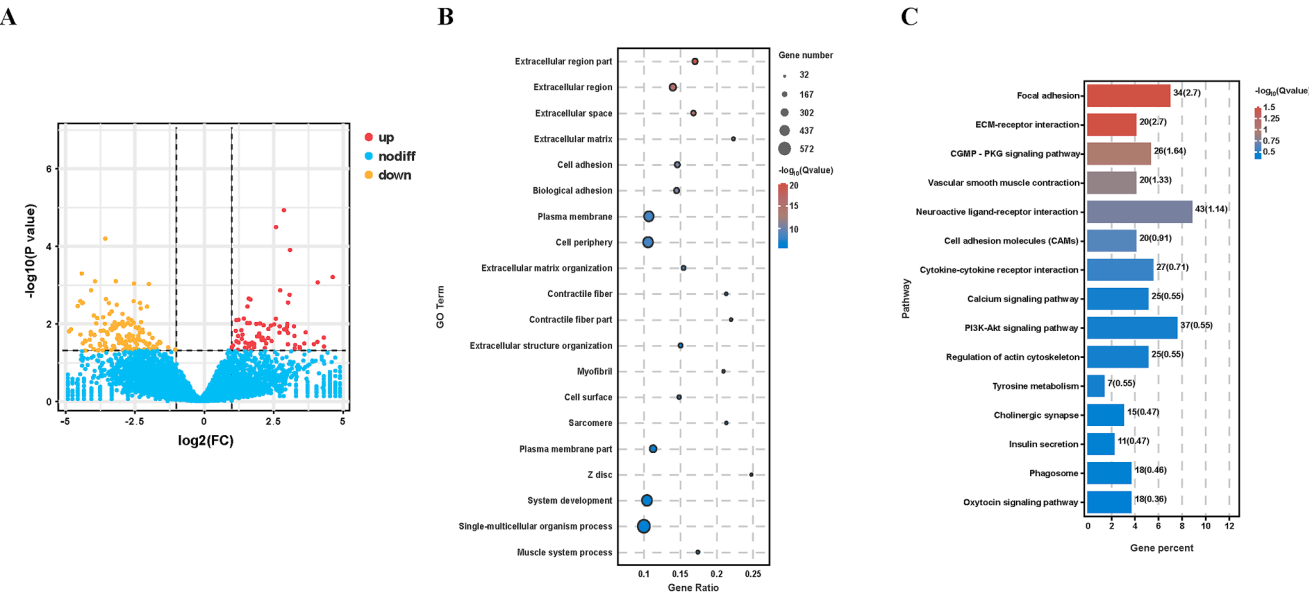 A
-log10(P value)
6
4
2
0
-5
-2.5
0
2.5
5
log2(FC)
up
nodiff
down
B
GO Term
Extracellular region part
Extracellular region
Extracellular space
Extracellular matrix
Cell adhesion
Biological adhesion
Plasma membrane
Cell periphery
Extracellular matrix organization
Contractile fiber
Contractile fiber part
Extracellular structure organization
Myofibril
Cell surface
Sarcomere
Plasma membrane part
Z disc
System development
Single-multicellular organism process
Muscle system process
0.1
0.15
0.2
0.25
Gene Ratio
Gene number
32
167
302
437
572
-log10(Qvalue)
20
15
10
C
Pathway
Focal adhesion
34(2.7)
ECM-receptor interaction
20(2.7)
CGMP - PKG signaling pathway
26(1.64)
Vascular smooth muscle contraction
20(1.33)
Neuroactive ligand-receptor interaction
43(1.14)
Cell adhesion molecules (CAMs)
20(0.91)
Cytokine-cytokine receptor interaction
27(0.71)
Calcium signaling pathway
25(0.55)
PI3K-Akt signaling pathway
37(0.55)
Regulation of actin cytoskeleton
25(0.55)
Tyrosine metabolism
7(0.55)
Cholinergic synapse
15(0.47)
Insulin secretion
11(0.47)
Phagosome
18(0.46)
Oxytocin signaling pathway
18(0.36)
0
2
4
6
8
10
12
Gene percent
-log10(Qvalue)
1.5
1.25
1
0.75
0.5